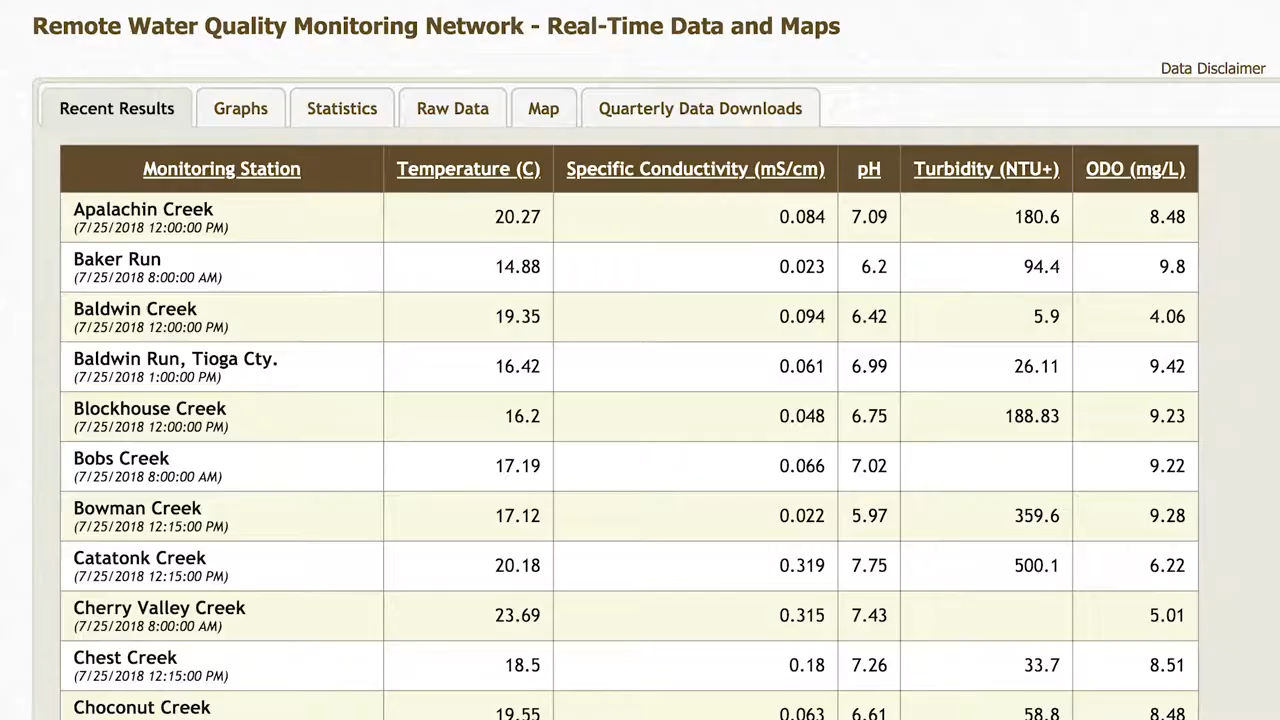 Remote Water Quality Monitoring Network - Real-Time Data and Maps
Data Disclaimer
Recent Results Graphs Statistics Raw Data Map Quarterly Data Downloads
Monitoring Station Temperature (C) Specific Conductivity (mS/cm) pH Turbidity (NTU+) ODO (mg/L)
Apalachin Creek
(7/25/2018 12:00:00 PM) 20.27 0.084 7.09 180.6 8.48
Baker Run
(7/25/2018 8:00:00 AM) 14.88 0.023 6.2 94.4 9.8
Baldwin Creek
(7/25/2018 12:00:00 PM) 19.35 0.094 6.42 5.9 4.06
Baldwin Run, Tioga Cty.
(7/25/2018 1:00:00 PM) 16.42 0.061 6.99 26.11 9.42
Blockhouse Creek
(7/25/2018 12:00:00 PM) 16.2 0.048 6.75 188.83 9.23
Bobs Creek
(7/25/2018 8:00:00 AM) 17.19 0.066 7.02 9.22
Bowman Creek
(7/25/2018 12:15:00 PM) 17.12 0.022 5.97 359.6 9.28
Catatonk Creek
(7/25/2018 12:15:00 PM) 20.18 0.319 7.75 500.1 6.22
Cherry Valley Creek
(7/25/2018 8:00:00 AM) 23.69 0.315 7.43 5.01
Chest Creek
(7/25/2018 12:15:00 PM) 18.5 0.18 7.26 33.7 8.51
Choconut Creek
19.55 0.063 6.61 58.8 8.48